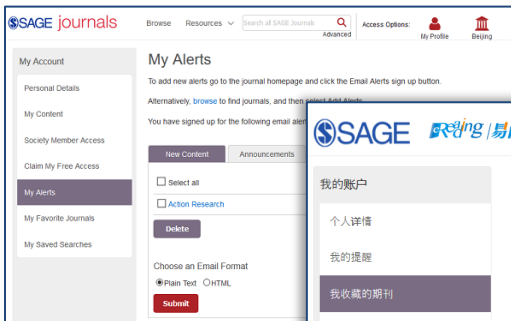 SAGE journals
Browse Resources Search all SAGE Journals Access Options:
Advanced My Profile Beijing
My Account
Personal Details
My Content
Society Member Access
Claim My Free Access
My Alerts
My Favorite Journals
My Saved Searches
My Alerts
To add new alerts go to the journal homepage and click the Email Alerts sign up button.
Alternatively, browse to find journals, and then select Add Alerts
You have signed up for the following email aler
New Content Announcements
Select all
Action Research
Delete
Choose an Email Format
Plain Text HTML
Submit
SAGE Reading 易
我的账户
个人详情
我的提醒
我收藏的期刊